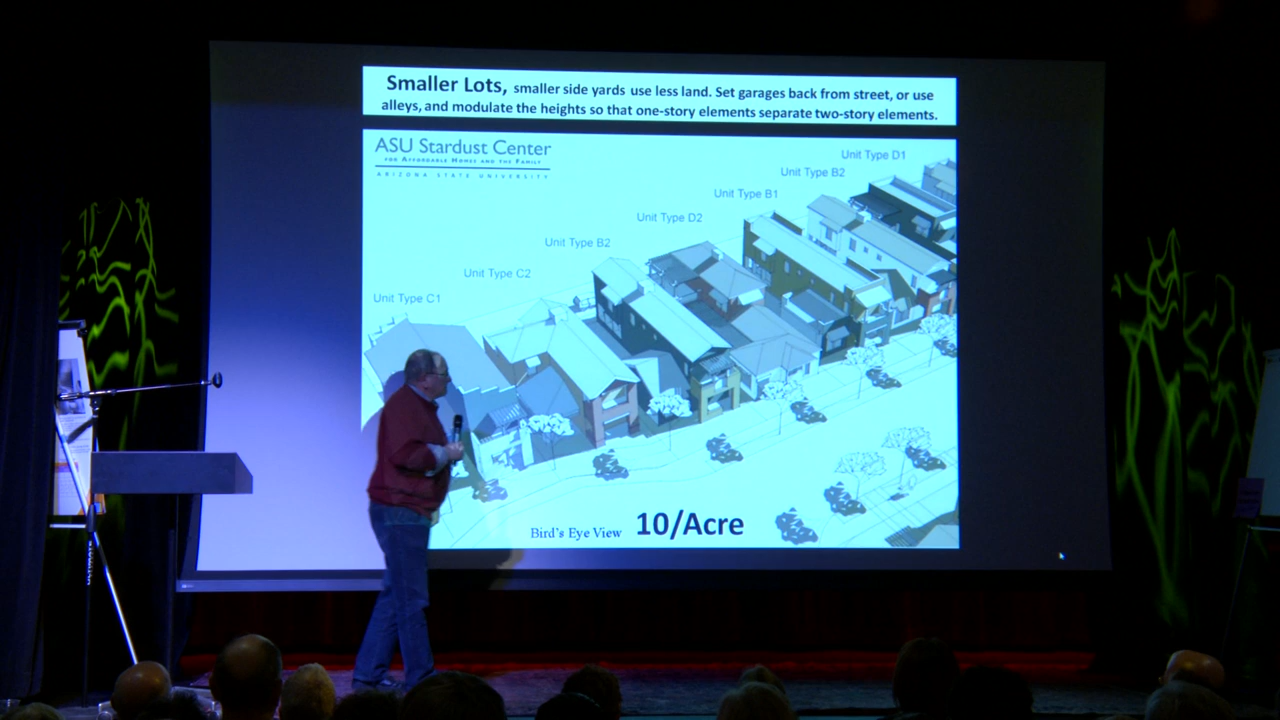 Smaller Lots, smaller side yards use less land. Set garages back from street, or use
alleys, and modulate the heights so that one-story elements separate two-story elements.
ASU Stardust Center
FOR AFFORDABLE HOMES AND THE FAMILY
ARIZONA STATE UNIVERSITY
Unit Type D1
Unit Type B2
Unit Type B1
Unit Type D2
Unit Type B2
Unit Type C2
Unit Type C1
Bird's Eye View 10/Acre